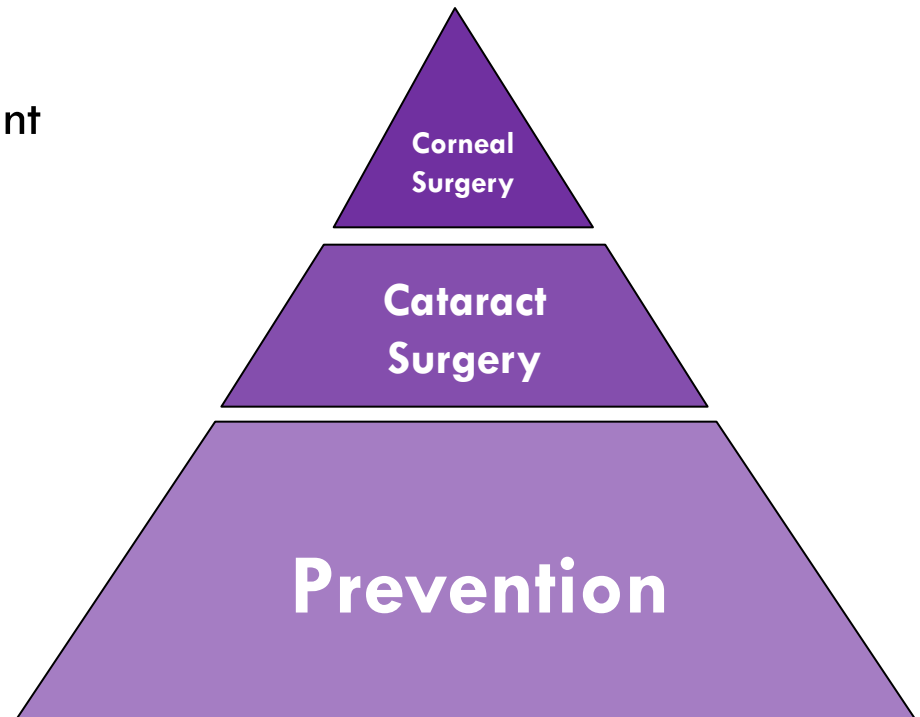 nt
Corneal
Surgery
Cataract
Surgery
Prevention